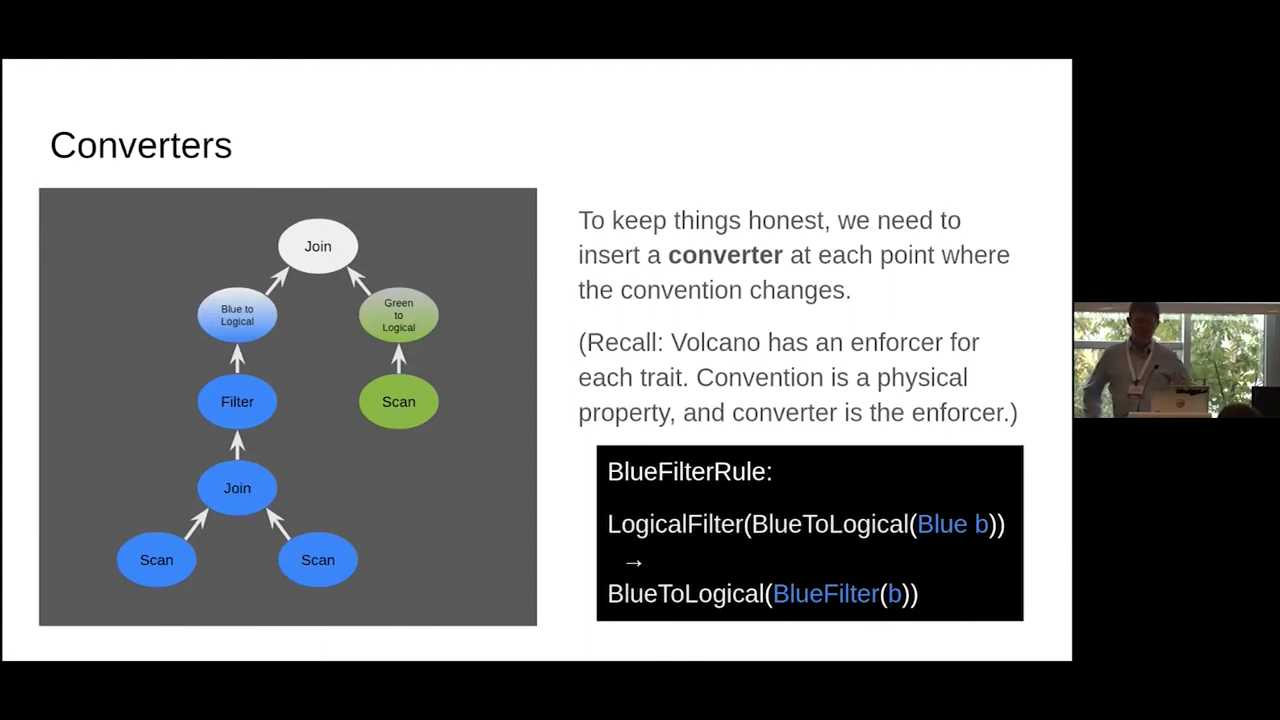 Converters
Join
Blue to
Logical
Green
to
Logical
Filter
Scan
Join
Scan
Scan
To keep things honest, we need to
insert a converter at each point where
the convention changes.
(Recall: Volcano has an enforcer for
each trait. Convention is a physical
property, and converter is the enforcer.)
BlueFilterRule:
LogicalFilter(BlueToLogical(Blue b))
→
BlueToLogical(BlueFilter(b))